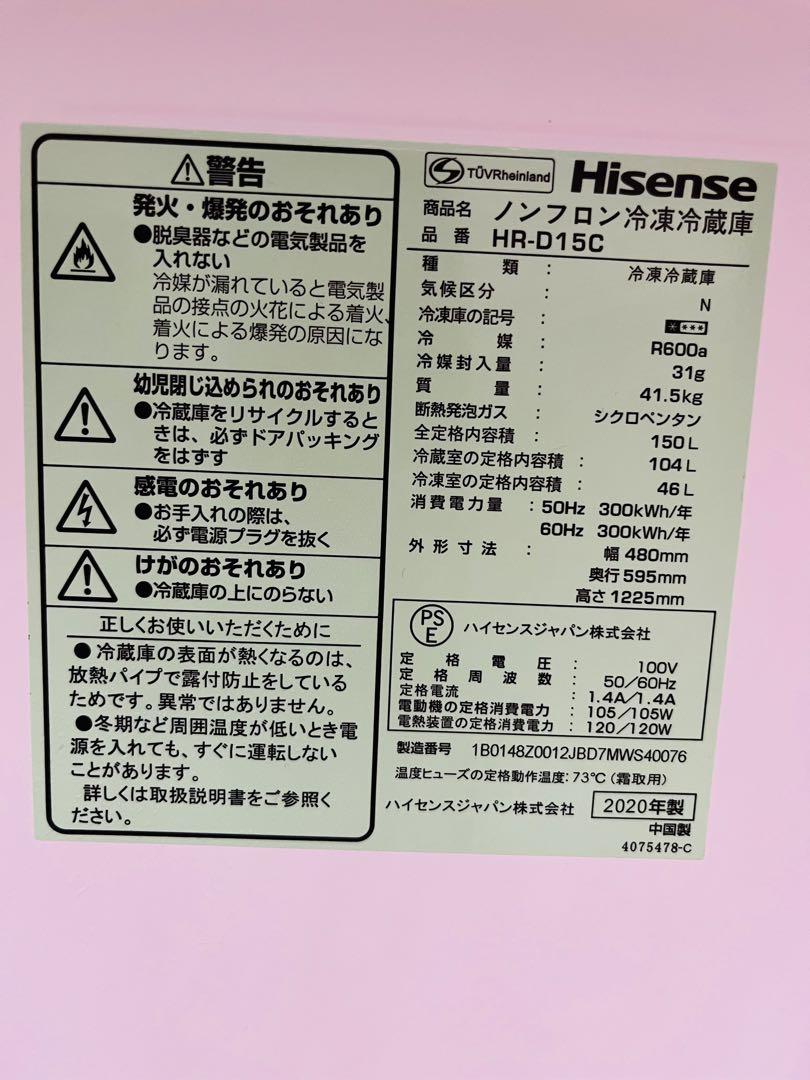 ⚠警告
発火・爆発のおそれあり
●脱臭器などの電気製品を
入れない
冷媒が漏れていると電気製
品の接点の火花による着火、
着火による爆発の原因にな
ります。
幼児閉じ込められのおそれあり
●冷蔵庫をリサイクルすると
きは、必ずドアパッキング
をはずす
感電のおそれあり
●お手入れの際は、
必ず電源プラグを抜く
けがのおそれあり
●冷蔵庫の上にのらない
正しくお使いいただくために
●冷蔵庫の表面が熱くなるのは、
放熱パイプで露付防止をしている
ためです。異常ではありません。
●冬期など周囲温度が低いとき電
源を入れても、すぐに運転しない
ことがあります。
詳しくは取扱説明書をご参照く
ださい。
TÜVRheinland Hisense
商品名 ノンフロン冷凍冷蔵庫
品番 HR-D15C
種類： 冷凍冷蔵庫
気候区分： N
冷凍庫の記号： ****
冷媒： R600a
冷媒封入量： 31g
質量： 41.5kg
断熱発泡ガス： シクロペンタン
全定格内容積： 150L
冷蔵室の定格内容積： 104L
冷凍室の定格内容積： 46L
消費電力量：50Hz 300kWh/年
60Hz 300kWh/年
外形寸法： 幅 480mm
奥行 595mm
高さ 1225mm
PSE ハイセンスジャパン株式会社
定格電圧： 100V
定格周波数： 50/60Hz
定格電流： 1.4A/1.4A
電動機の定格消費電力：105/105W
電熱装置の定格消費電力：120/120W
製造番号 1B0148Z0012JBD7MWS40076
温度ヒューズの定格動作温度：73℃（霜取用）
ハイセンスジャパン株式会社 2020年製
中国製
4075478-C